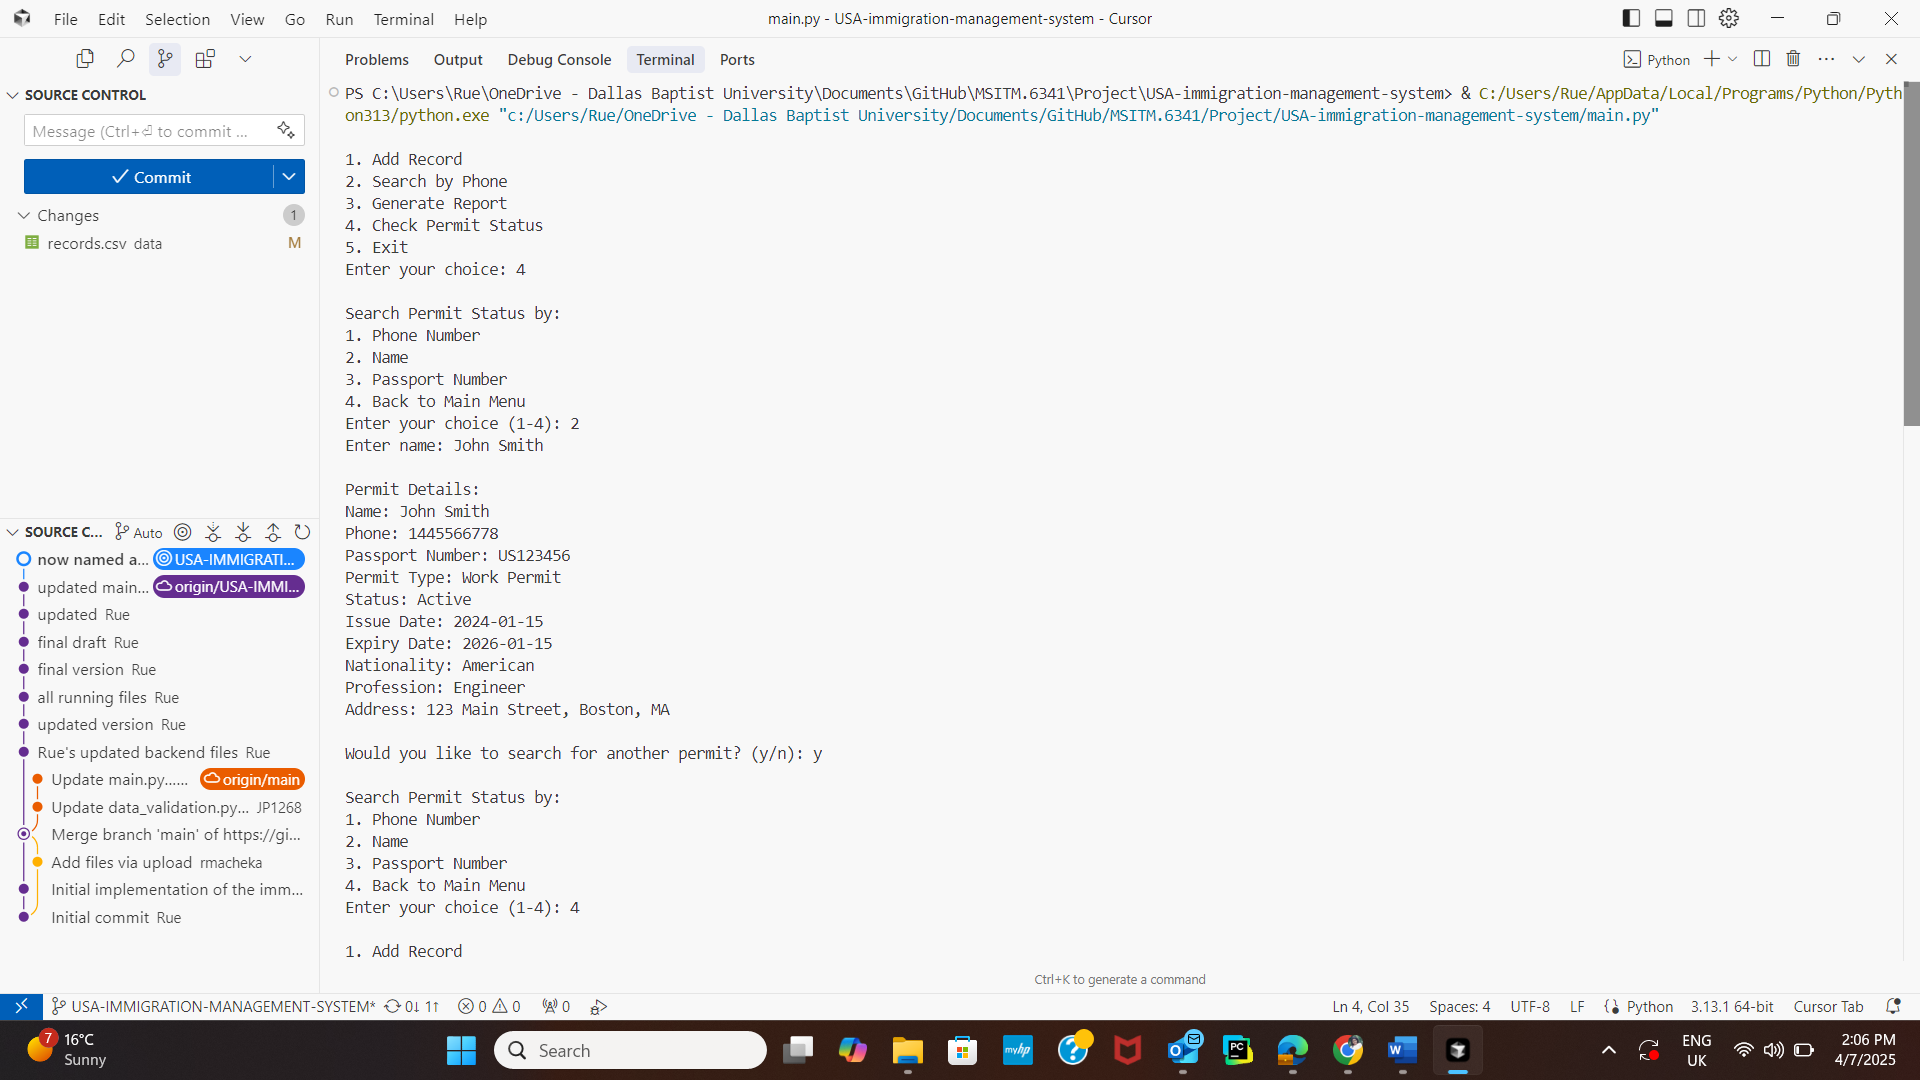 File Edit Selection View Go Run Terminal Help
main.py - USA-immigration-management-system - Cursor
SOURCE CONTROL
Message (Ctrl+⏎ to commit ...
Commit
Changes 1
records.csv data M
SOURCE C... Auto
now named a... USA-IMMIGRATI...
updated main... origin/USA-IMMI...
updated Rue
final draft Rue
final version Rue
all running files Rue
updated version Rue
Rue's updated backend files Rue
Update main.py...... origin/main
Update data_validation.py... JP1268
Merge branch 'main' of https://gi...
Add files via upload rmacheka
Initial implementation of the imm...
Initial commit Rue
Problems Output Debug Console Terminal Ports
Python
PS C:\Users\Rue\OneDrive - Dallas Baptist University\Documents\GitHub\MSITM.6341\Project\USA-immigration-management-system> & C:/Users/Rue/AppData/Local/Programs/Python/Pyth
on313/python.exe "c:/Users/Rue/OneDrive - Dallas Baptist University/Documents/GitHub/MSITM.6341/Project/USA-immigration-management-system/main.py"
1. Add Record
2. Search by Phone
3. Generate Report
4. Check Permit Status
5. Exit
Enter your choice: 4
Search Permit Status by:
1. Phone Number
2. Name
3. Passport Number
4. Back to Main Menu
Enter your choice (1-4): 2
Enter name: John Smith
Permit Details:
Name: John Smith
Phone: 1445566778
Passport Number: US123456
Permit Type: Work Permit
Status: Active
Issue Date: 2024-01-15
Expiry Date: 2026-01-15
Nationality: American
Profession: Engineer
Address: 123 Main Street, Boston, MA
Would you like to search for another permit? (y/n): y
Search Permit Status by:
1. Phone Number
2. Name
3. Passport Number
4. Back to Main Menu
Enter your choice (1-4): 4
1. Add Record
Ctrl+K to generate a command
USA-IMMIGRATION-MANAGEMENT-SYSTEM* 0↓ 1↑ 0 0 0
Ln 4, Col 35 Spaces: 4 UTF-8 LF Python 3.13.1 64-bit Cursor Tab
7
16°C
Sunny
Search
myhp
PC
ENG
UK
2:06 PM
4/7/2025